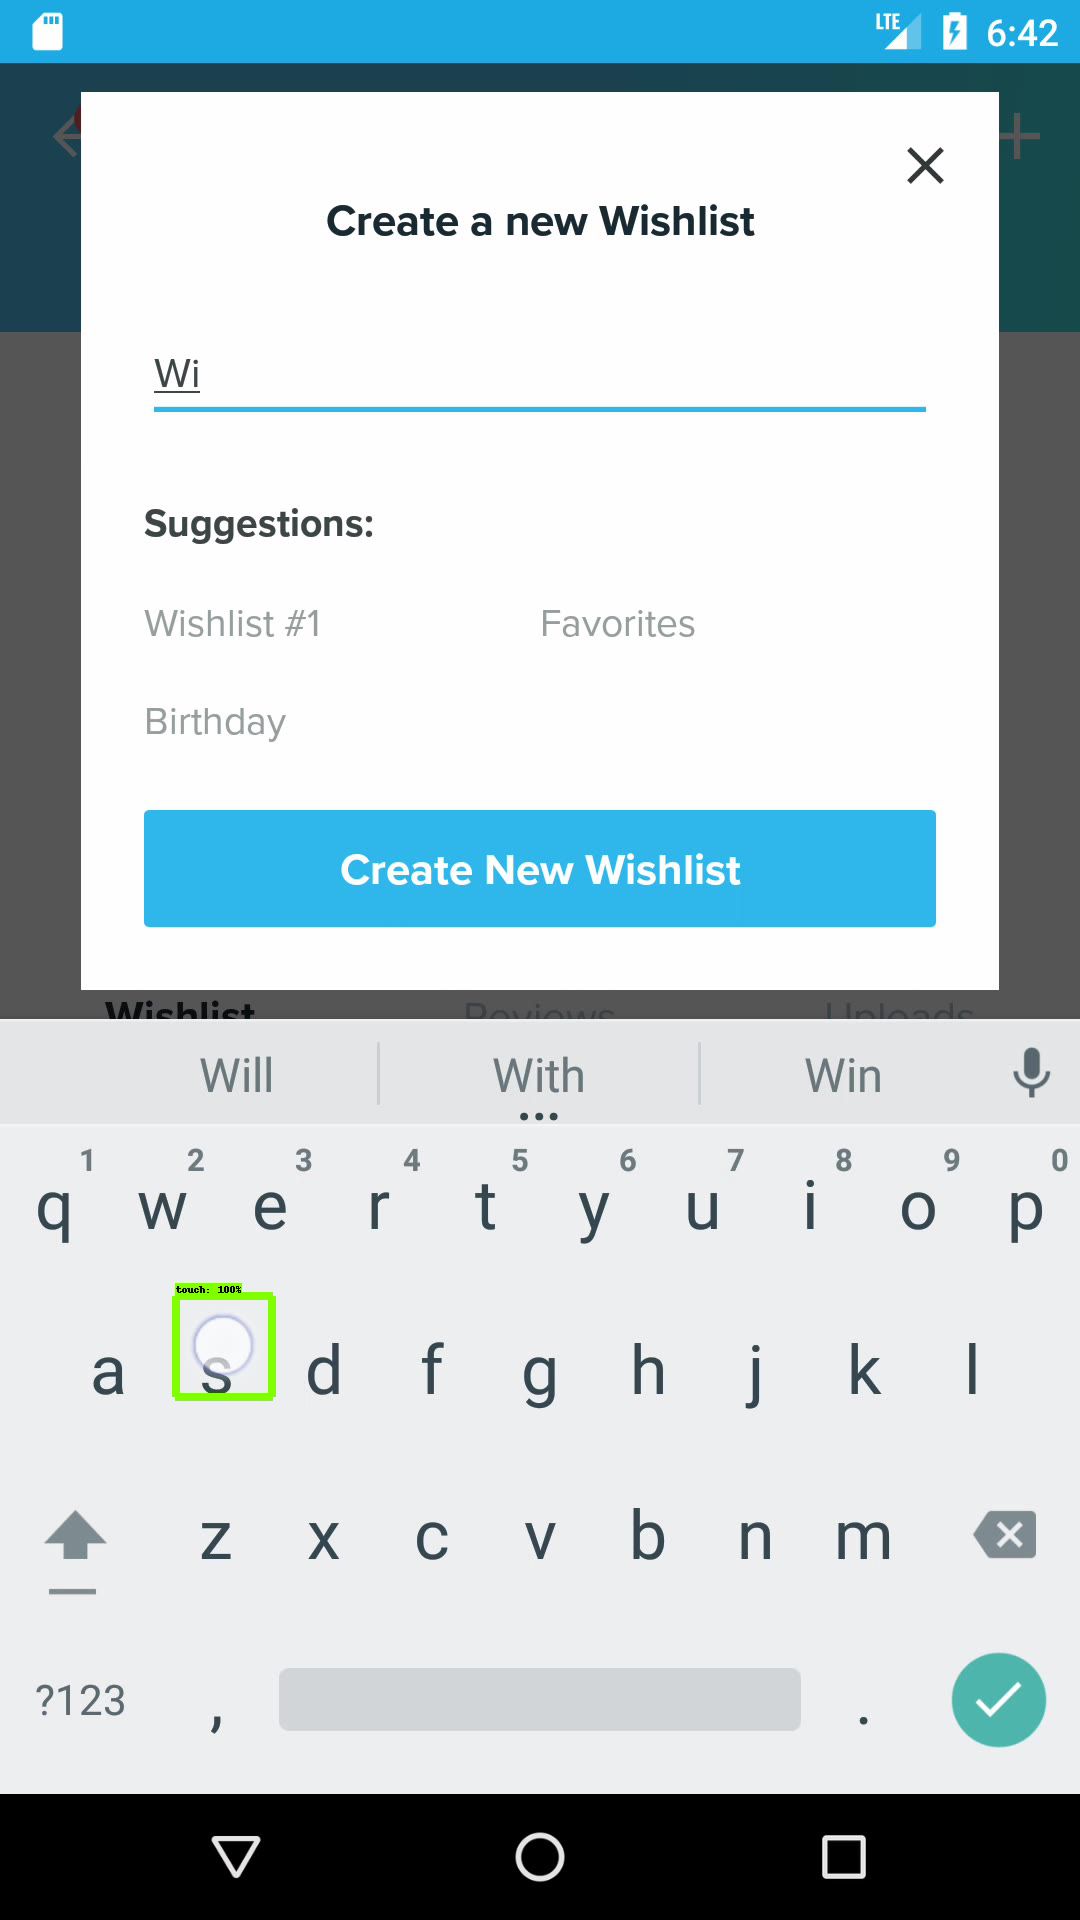 LTE 6:42
Create a new Wishlist
Wi
Suggestions:
Wishlist #1 Favorites
Birthday
Create New Wishlist
Wishlist Reviews Uploads
Will With Win
1 2 3 4 5 6 7 8 9 0
q w e r t y u i o p
touch: 100%
a s d f g h j k l
z x c v b n m
?123 , .